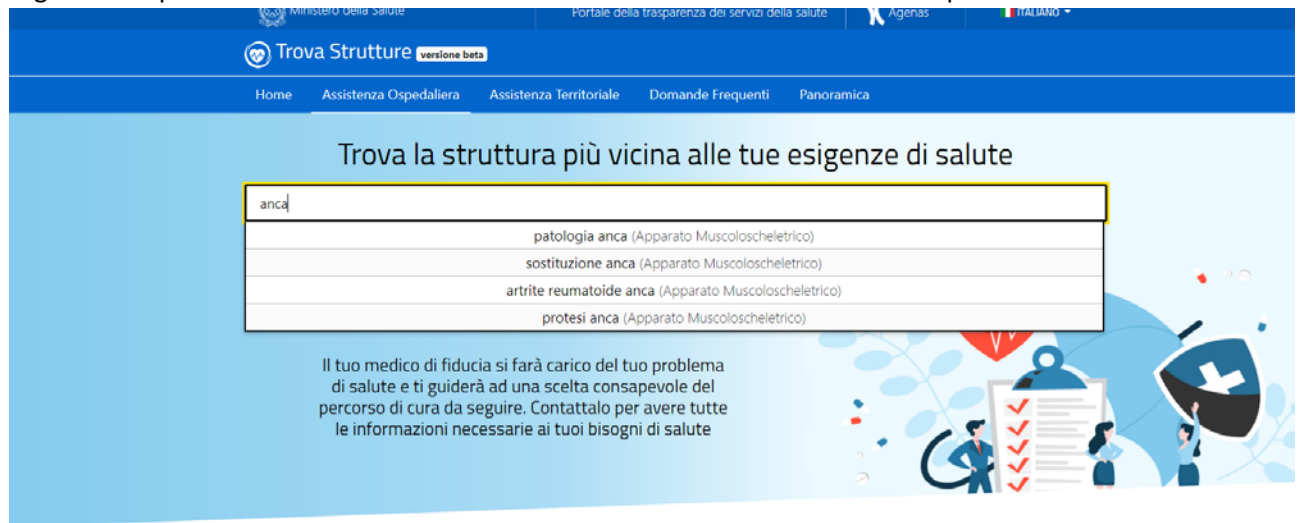 Ministero della Salute
Portale della trasparenza dei servizi della salute
Agenas
ITALIANO
Trova Strutture versione beta
Home Assistenza Ospedaliera Assistenza Territoriale Domande Frequenti Panoramica
Trova la struttura più vicina alle tue esigenze di salute
anca
patologia anca (Apparato Muscoloscheletrico)
sostituzione anca (Apparato Muscoloscheletrico)
artrite reumatoide anca (Apparato Muscoloscheletrico)
protesi anca (Apparato Muscoloscheletrico)
Il tuo medico di fiducia si farà carico del tuo problema
di salute e ti guiderà ad una scelta consapevole del
percorso di cura da seguire. Contattalo per avere tutte
le informazioni necessarie ai tuoi bisogni di salute